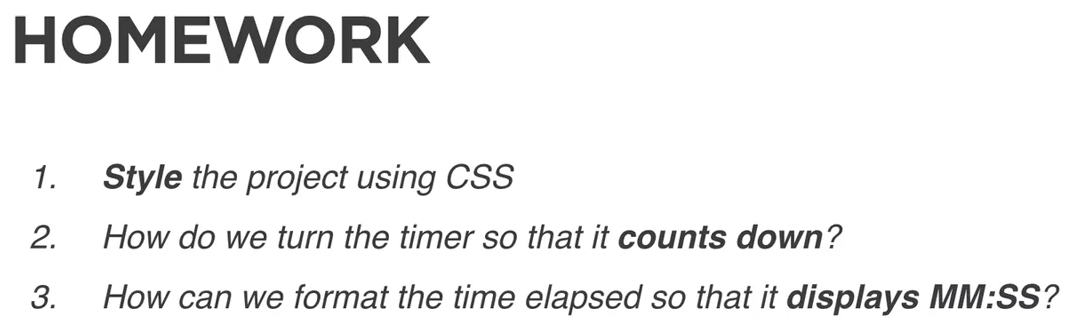 HOMEWORK
1. Style the project using CSS
2. How do we turn the timer so that it counts down?
3. How can we format the time elapsed so that it displays MM:SS?